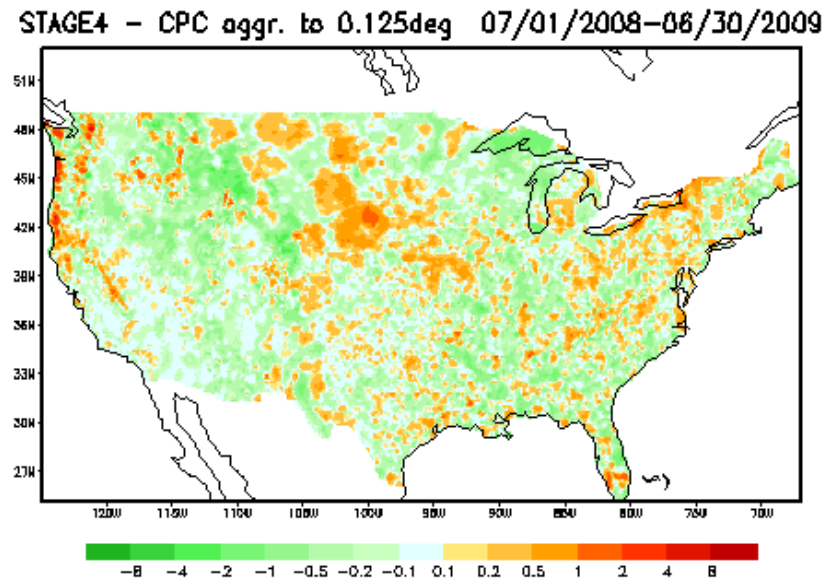 STAGE4 - CPC aggr. to 0.125deg 07/01/2008-06/30/2009
51N
48N
45N
42N
39N
36N
33N
30N
27N
120W 115W 110W 105W 100W 95W 90W 85W 80W 75W 70W
-8 -4 -2 -1 -0.5 -0.2 -0.1 0.1 0.2 0.5 1 2 4 8